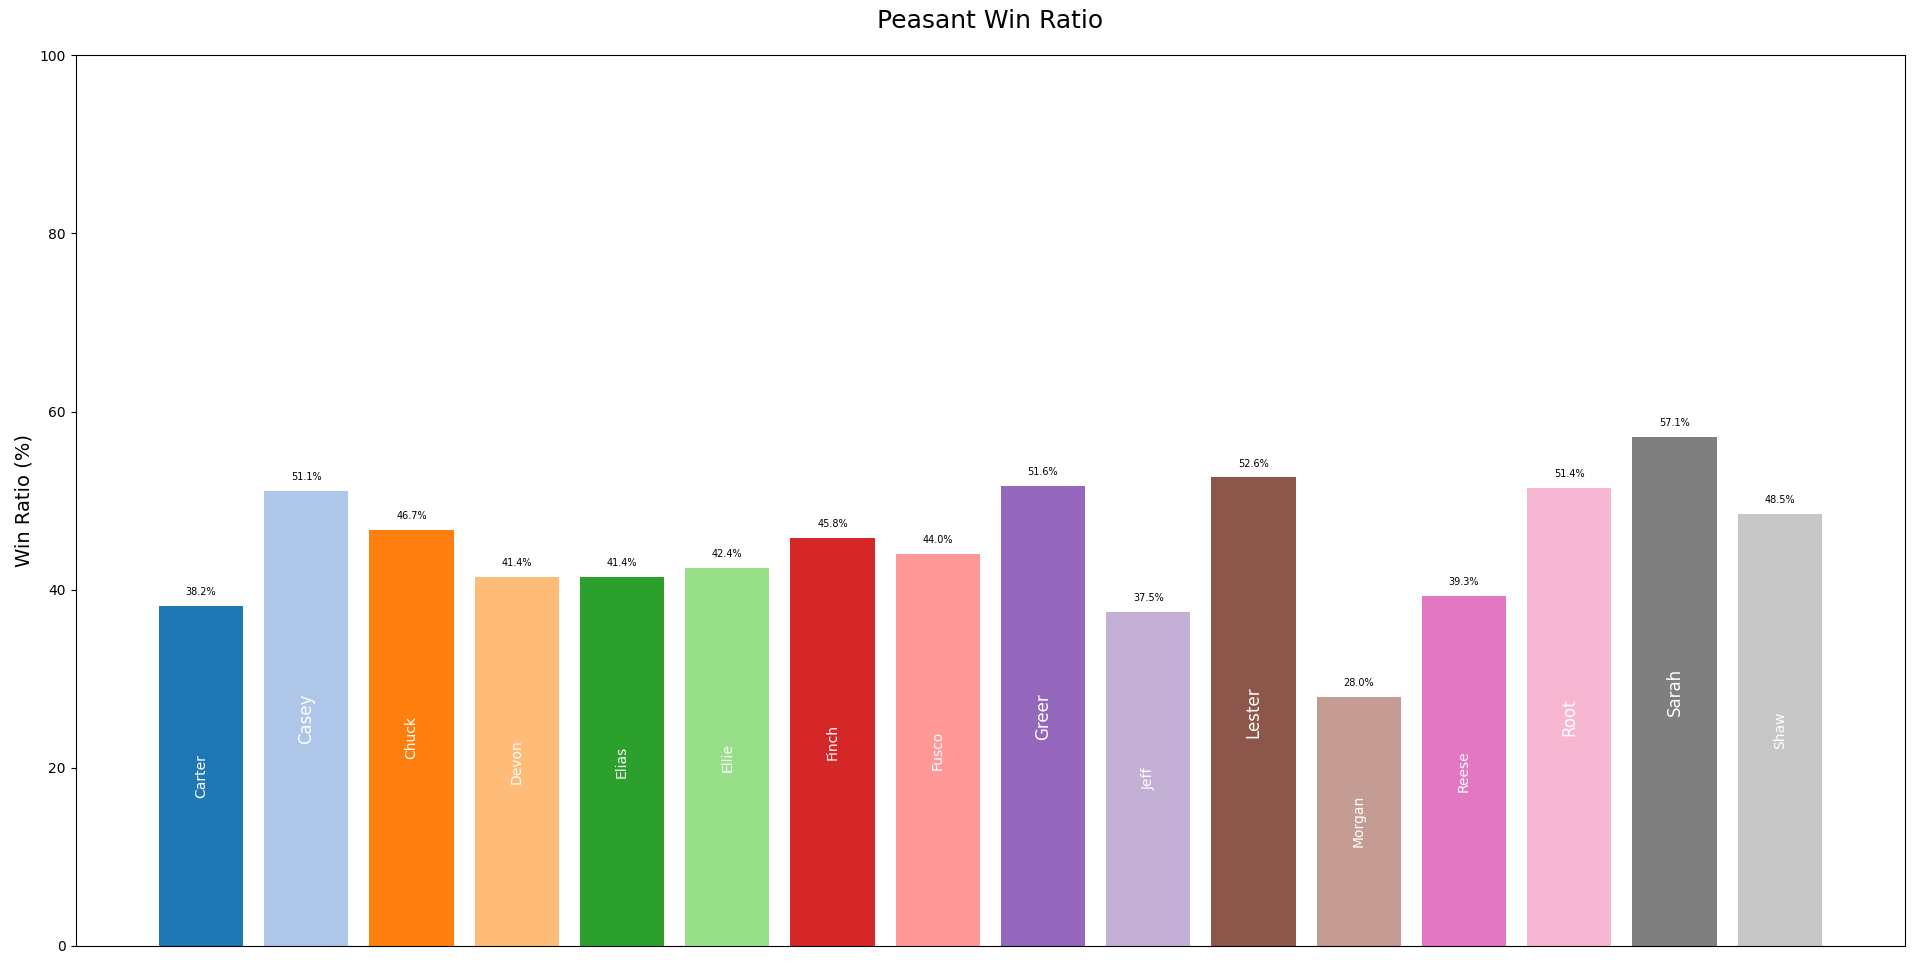 Peasant Win Ratio
Win Ratio (%)
100
80
60
40
20
0
38.2%
51.1%
46.7%
41.4%
41.4%
42.4%
45.8%
44.0%
51.6%
37.5%
52.6%
28.0%
39.3%
51.4%
57.1%
48.5%
Carter
Casey
Chuck
Devon
Elias
Ellie
Finch
Fusco
Greer
Jeff
Lester
Morgan
Reese
Root
Sarah
Shaw